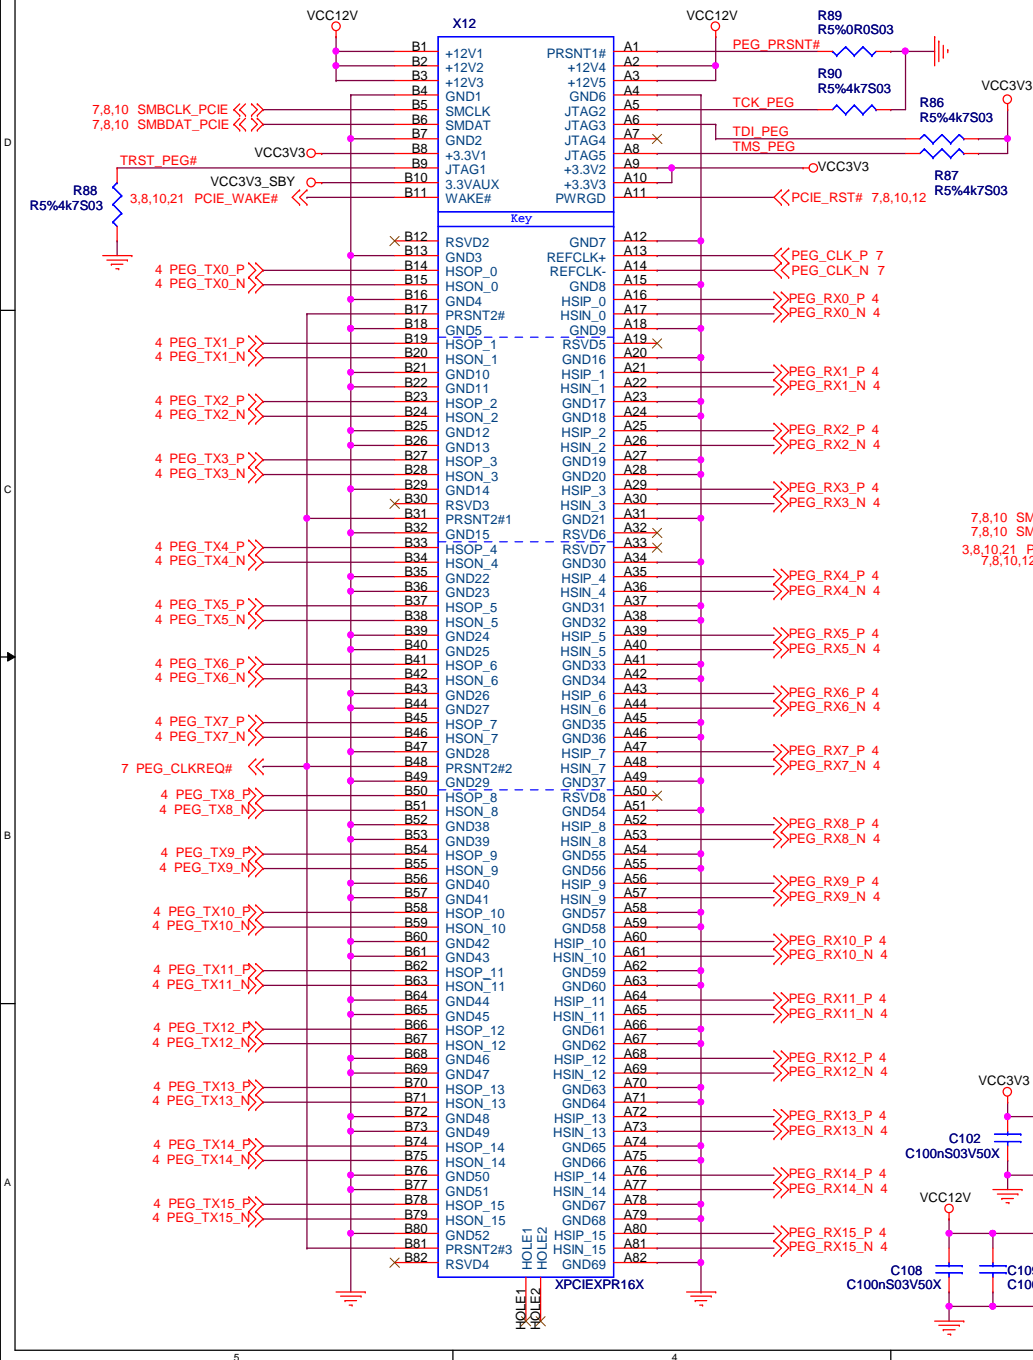 VCC12V X12 VCC12V
R89
R5%0R0S03
B1 +12V1 PRSNT1# A1 PEG_PRSNT#
B2 +12V2 +12V4 A2
B3 +12V3 +12V5 A3
R90
R5%4k7S03
VCC3V3
B4 GND1 GND6 A4
7,8,10 SMBCLK_PCIE B5 SMCLK JTAG2 A5 TCK_PEG
R86
R5%4k7S03
7,8,10 SMBDAT_PCIE B6 SMDAT JTAG3 A6 TDI_PEG
B7 GND2 JTAG4 A7
VCC3V3 B8 +3.3V1 JTAG5 A8 TMS_PEG
TRST_PEG# B9 JTAG1 +3.3V2 A9 VCC3V3
R87
R5%4k7S03
VCC3V3_SBY B10 3.3VAUX +3.3V3 A10
R88
R5%4k7S03
3,8,10,21 PCIE_WAKE# B11 WAKE# PWRGD A11 PCIE_RST# 7,8,10,12
Key
B12 RSVD2 GND7 A12
B13 GND3 REFCLK+ A13 PEG_CLK_P 7
4 PEG_TX0_P B14 HSOP_0 REFCLK- A14 PEG_CLK_N 7
4 PEG_TX0_N B15 HSON_0 GND8 A15
B16 GND4 HSIP_0 A16 PEG_RX0_P 4
B17 PRSNT2# HSIN_0 A17 PEG_RX0_N 4
B18 GND5 GND9 A18
4 PEG_TX1_P B19 HSOP_1 RSVD5 A19
4 PEG_TX1_N B20 HSON_1 GND16 A20
B21 GND10 HSIP_1 A21 PEG_RX1_P 4
B22 GND11 HSIN_1 A22 PEG_RX1_N 4
4 PEG_TX2_P B23 HSOP_2 GND17 A23
4 PEG_TX2_N B24 HSON_2 GND18 A24
B25 GND12 HSIP_2 A25 PEG_RX2_P 4
B26 GND13 HSIN_2 A26 PEG_RX2_N 4
4 PEG_TX3_P B27 HSOP_3 GND19 A27
4 PEG_TX3_N B28 HSON_3 GND20 A28
B29 GND14 HSIP_3 A29 PEG_RX3_P 4
B30 RSVD3 HSIN_3 A30 PEG_RX3_N 4
B31 PRSNT2#1 GND21 A31 7,8,10 SM
B32 GND15 RSVD6 A32 7,8,10 SM
4 PEG_TX4_P B33 HSOP_4 RSVD7 A33 3,8,10,21 P
4 PEG_TX4_N B34 HSON_4 GND30 A34 7,8,10,12
B35 GND22 HSIP_4 A35 PEG_RX4_P 4
B36 GND23 HSIN_4 A36 PEG_RX4_N 4
4 PEG_TX5_P B37 HSOP_5 GND31 A37
4 PEG_TX5_N B38 HSON_5 GND32 A38
B39 GND24 HSIP_5 A39 PEG_RX5_P 4
B40 GND25 HSIN_5 A40 PEG_RX5_N 4
4 PEG_TX6_P B41 HSOP_6 GND33 A41
4 PEG_TX6_N B42 HSON_6 GND34 A42
B43 GND26 HSIP_6 A43 PEG_RX6_P 4
B44 GND27 HSIN_6 A44 PEG_RX6_N 4
4 PEG_TX7_P B45 HSOP_7 GND35 A45
4 PEG_TX7_N B46 HSON_7 GND36 A46
B47 GND28 HSIP_7 A47 PEG_RX7_P 4
7 PEG_CLKREQ# B48 PRSNT2#2 HSIN_7 A48 PEG_RX7_N 4
B49 GND29 GND37 A49
4 PEG_TX8_P B50 HSOP_8 RSVD8 A50
4 PEG_TX8_N B51 HSON_8 GND54 A51
B52 GND38 HSIP_8 A52 PEG_RX8_P 4
B53 GND39 HSIN_8 A53 PEG_RX8_N 4
4 PEG_TX9_P B54 HSOP_9 GND55 A54
4 PEG_TX9_N B55 HSON_9 GND56 A55
B56 GND40 HSIP_9 A56 PEG_RX9_P 4
B57 GND41 HSIN_9 A57 PEG_RX9_N 4
4 PEG_TX10_P B58 HSOP_10 GND57 A58
4 PEG_TX10_N B59 HSON_10 GND58 A59
B60 GND42 HSIP_10 A60 PEG_RX10_P 4
B61 GND43 HSIN_10 A61 PEG_RX10_N 4
4 PEG_TX11_P B62 HSOP_11 GND59 A62
4 PEG_TX11_N B63 HSON_11 GND60 A63
B64 GND44 HSIP_11 A64 PEG_RX11_P 4
B65 GND45 HSIN_11 A65 PEG_RX11_N 4
4 PEG_TX12_P B66 HSOP_12 GND61 A66
4 PEG_TX12_N B67 HSON_12 GND62 A67
B68 GND46 HSIP_12 A68 PEG_RX12_P 4
B69 GND47 HSIN_12 A69 PEG_RX12_N 4
4 PEG_TX13_P B70 HSOP_13 GND63 A70 VCC3V3
4 PEG_TX13_N B71 HSON_13 GND64 A71
B72 GND48 HSIP_13 A72 PEG_RX13_P 4
B73 GND49 HSIN_13 A73 PEG_RX13_N 4
C102
C100nS03V50X
4 PEG_TX14_P B74 HSOP_14 GND65 A74
4 PEG_TX14_N B75 HSON_14 GND66 A75
B76 GND50 HSIP_14 A76 PEG_RX14_P 4
B77 GND51 HSIN_14 A77 PEG_RX14_N 4
VCC12V
4 PEG_TX15_P B78 HSOP_15 GND67 A78
4 PEG_TX15_N B79 HSON_15 GND68 A79
B80 GND52 HSIP_15 A80 PEG_RX15_P 4
B81 PRSNT2#3 HSIN_15 A81 PEG_RX15_N 4
B82 RSVD4 GND69 A82
HOLE1 HOLE2
C108
C100nS03V50X
XPCIEXPR16X
HOLE1 HOLE2
D
C
B
A
5 4